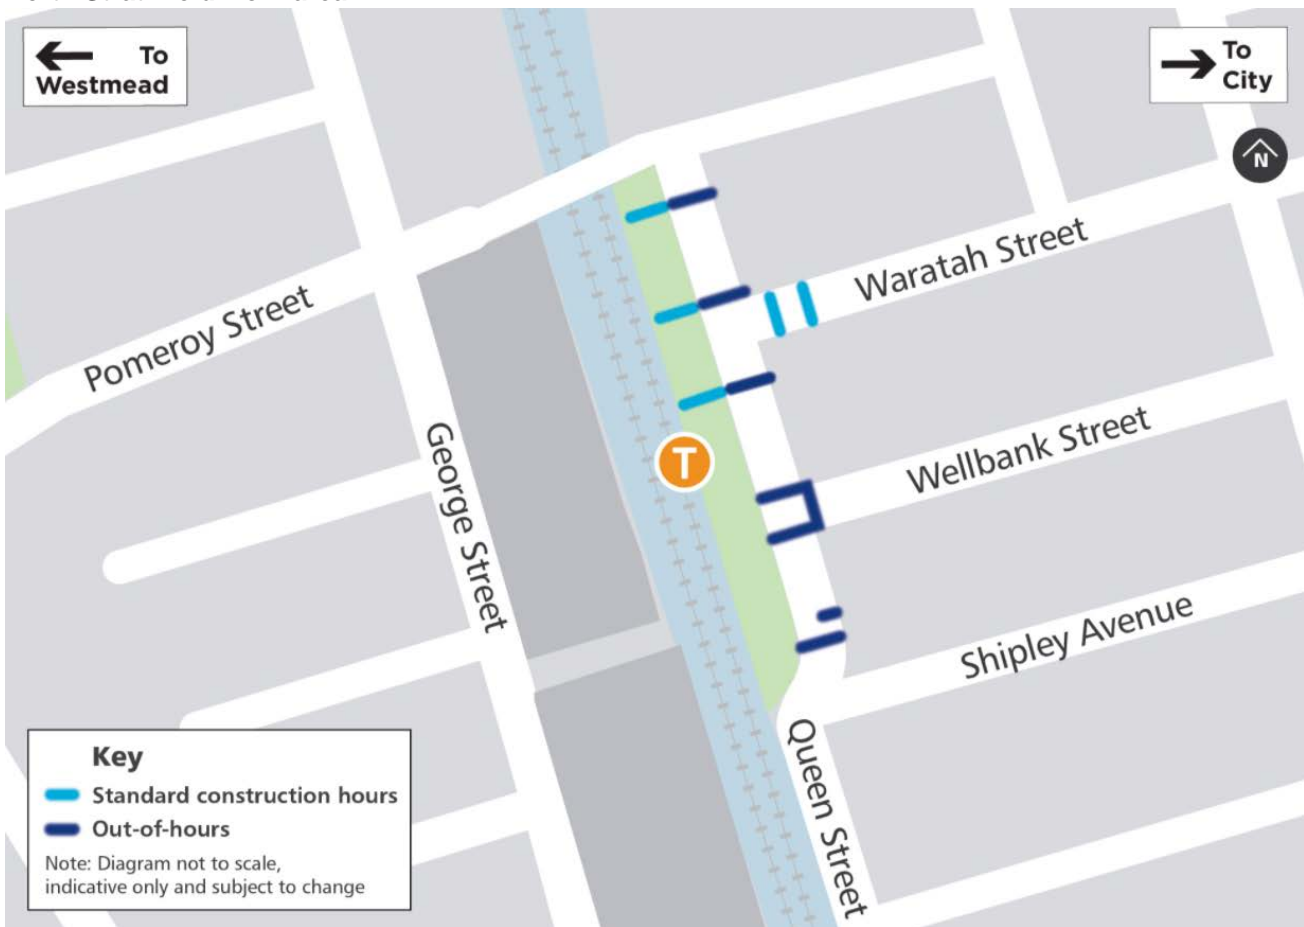 To
Westmead
To
City
N
Waratah Street
Pomeroy Street
Wellbank Street
George Street
T
Shipley Avenue
Queen Street
Key
Standard construction hours
Out-of-hours
Note: Diagram not to scale,
indicative only and subject to change